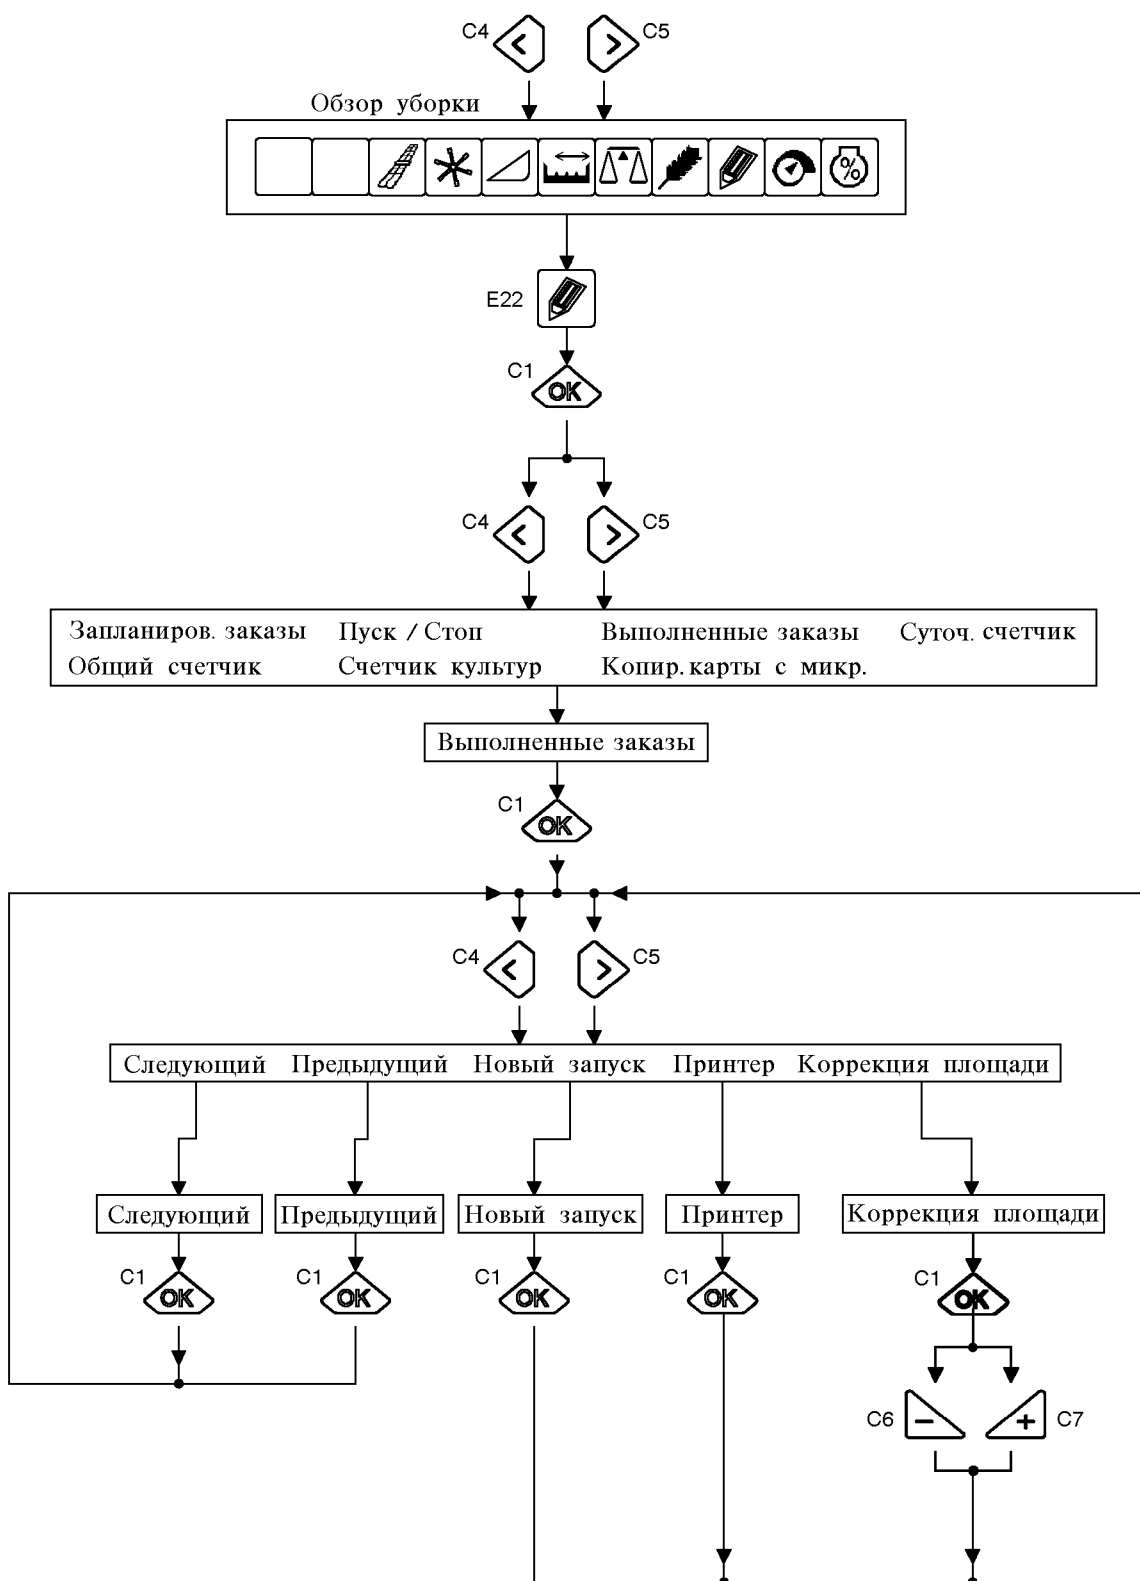 C4 C5
Обзор уборки
%
E22
C1
OK
C4 C5
Запланиров. заказы Пуск / Стоп Выполненные заказы Суточ. счетчик
Общий счетчик Счетчик культур Копир. карты с микр.
Выполненные заказы
C1
OK
C4 C5
Следующий Предыдущий Новый запуск Принтер Коррекция площади
Следующий Предыдущий Новый запуск Принтер Коррекция площади
C1 C1 C1 C1 C1
OK OK OK OK OK
C6 − + C7